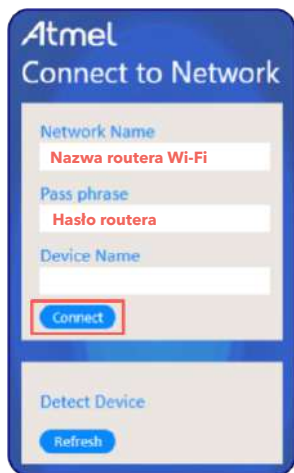 Atmel
Connect to Network
Network Name
Nazwa routera Wi-Fi
Pass phrase
Hasło routera
Device Name
Connect
Detect Device
Refresh